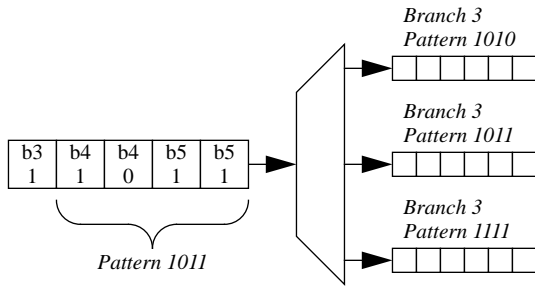 Branch 3
Pattern 1010
Branch 3
Pattern 1011
b3 b4 b4 b5 b5
1 1 0 1 1
Pattern 1011
Branch 3
Pattern 1111